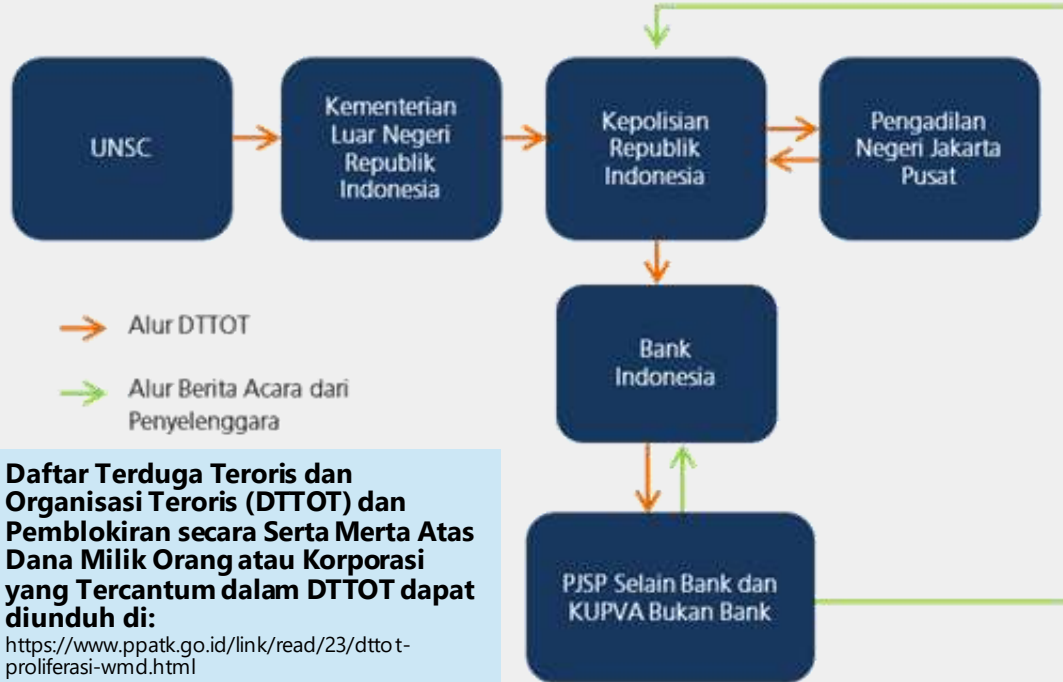 UNSC
Kementerian
Luar Negeri
Republik
Indonesia
Kepolisian
Republik
Indonesia
Pengadilan
Negeri Jakarta
Pusat
Alur DTTOT
Alur Berita Acara dari
Penyelenggara
Bank
Indonesia
PJSP Selain Bank dan
KUPVA Bukan Bank
Daftar Terduga Teroris dan
Organisasi Teroris (DTTOT) dan
Pemblokiran secara Serta Merta Atas
Dana Milik Orang atau Korporasi
yang Tercantum dalam DTTOT dapat
diunduh di:
https://www.ppatk.go.id/link/read/23/dttot-
proliferasi-wmd.html